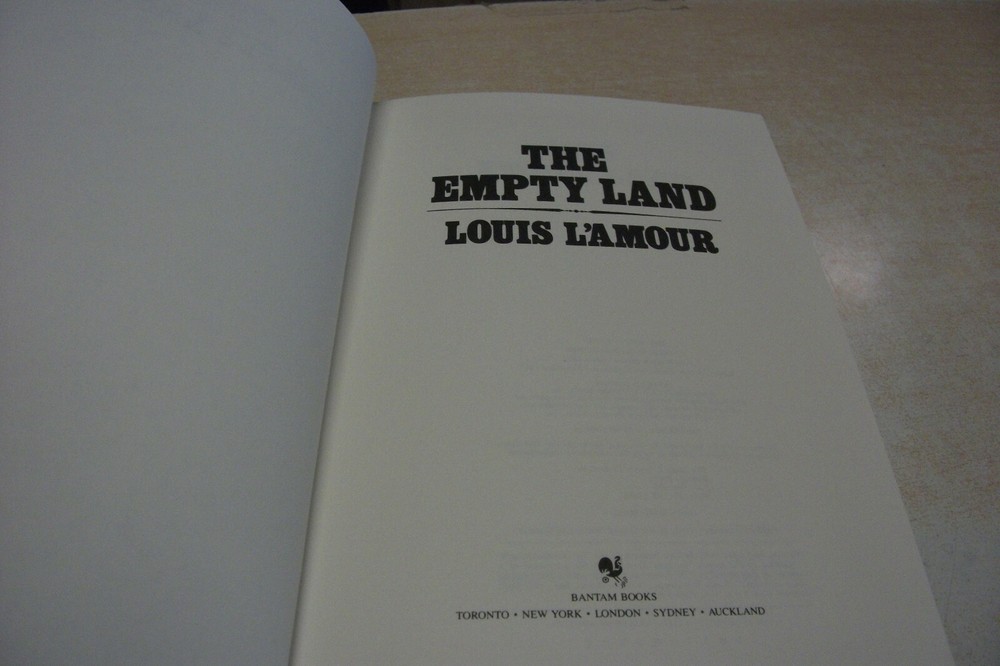 THE
EMPTY LAND
LOUIS L'AMOUR
BANTAM BOOKS
TORONTO • NEW YORK • LONDON • SYDNEY • AUCKLAND